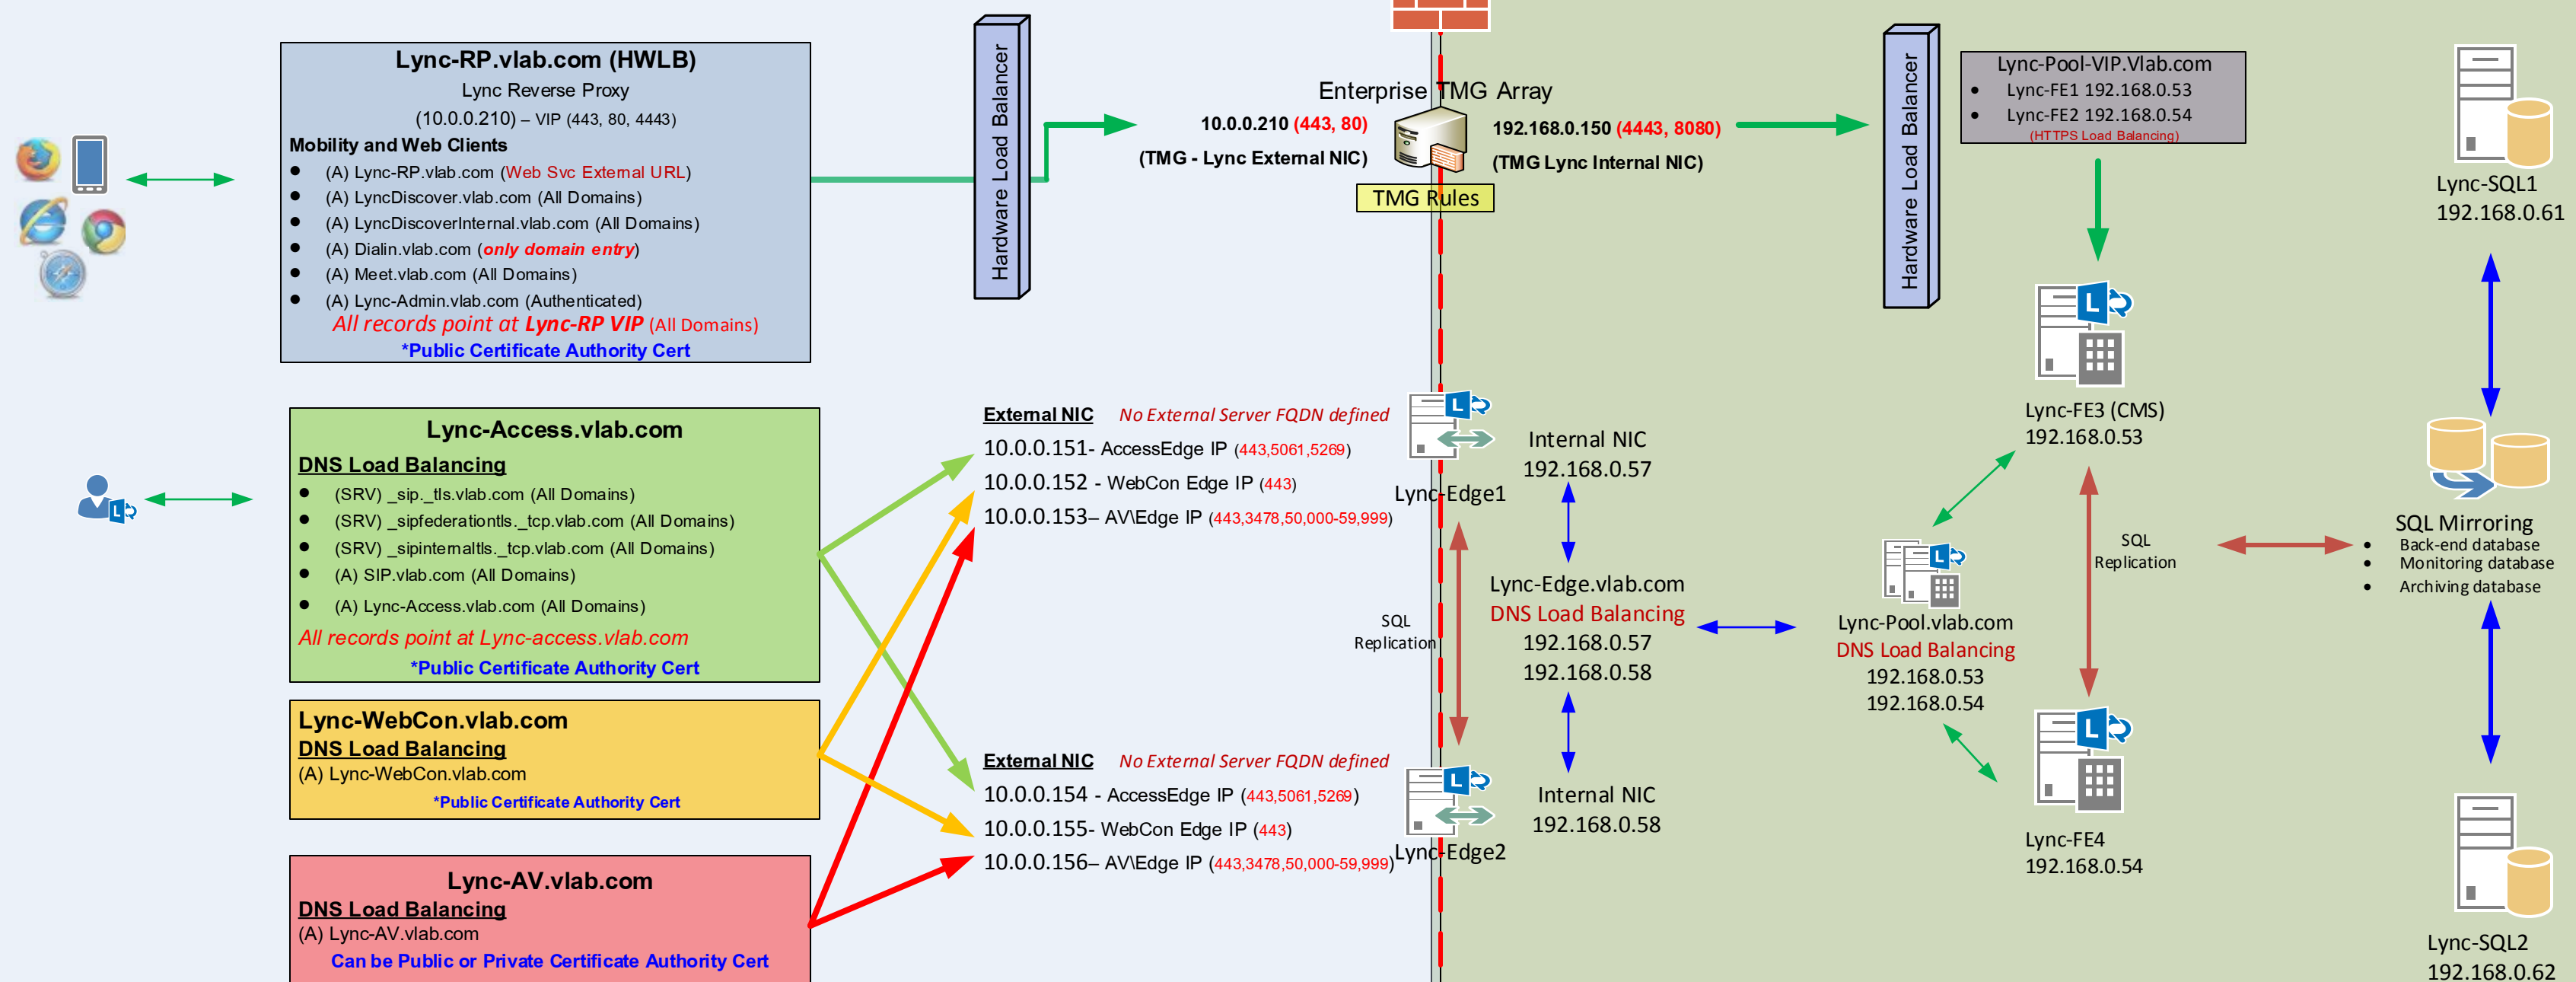 Lync-RP.vlab.com (HWLB)
Lync Reverse Proxy
(10.0.0.210) – VIP (443, 80, 4443)
Mobility and Web Clients
● (A) Lync-RP.vlab.com (Web Svc External URL)
● (A) LyncDiscover.vlab.com (All Domains)
● (A) LyncDiscoverInternal.vlab.com (All Domains)
● (A) Dialin.vlab.com (only domain entry)
● (A) Meet.vlab.com (All Domains)
● (A) Lync-Admin.vlab.com (Authenticated)
All records point at Lync-RP VIP (All Domains)
*Public Certificate Authority Cert
Hardware Load Balancer
Enterprise TMG Array
10.0.0.210 (443, 80)
(TMG - Lync External NIC)
192.168.0.150 (4443, 8080)
(TMG Lync Internal NIC)
TMG Rules
Hardware Load Balancer
Lync-Pool-VIP.Vlab.com
• Lync-FE1 192.168.0.53
• Lync-FE2 192.168.0.54
(HTTPS Load Balancing)
Lync-SQL1
192.168.0.61
Lync-Access.vlab.com
DNS Load Balancing
● (SRV) _sip._tls.vlab.com (All Domains)
● (SRV) _sipfederationtls._tcp.vlab.com (All Domains)
● (SRV) _sipinternaltls._tcp.vlab.com (All Domains)
● (A) SIP.vlab.com (All Domains)
● (A) Lync-Access.vlab.com (All Domains)
All records point at Lync-access.vlab.com
*Public Certificate Authority Cert
Lync-WebCon.vlab.com
DNS Load Balancing
(A) Lync-WebCon.vlab.com
*Public Certificate Authority Cert
Lync-AV.vlab.com
DNS Load Balancing
(A) Lync-AV.vlab.com
Can be Public or Private Certificate Authority Cert
External NIC No External Server FQDN defined
10.0.0.151- AccessEdge IP (443,5061,5269)
10.0.0.152 - WebCon Edge IP (443)
10.0.0.153– AV\Edge IP (443,3478,50,000-59,999)
Lync-Edge1
Internal NIC
192.168.0.57
SQL
Replication
Lync-Edge.vlab.com
DNS Load Balancing
192.168.0.57
192.168.0.58
External NIC No External Server FQDN defined
10.0.0.154 - AccessEdge IP (443,5061,5269)
10.0.0.155- WebCon Edge IP (443)
10.0.0.156– AV\Edge IP (443,3478,50,000-59,999)
Lync-Edge2
Internal NIC
192.168.0.58
Lync-FE3 (CMS)
192.168.0.53
Lync-Pool.vlab.com
DNS Load Balancing
192.168.0.53
192.168.0.54
SQL
Replication
Lync-FE4
192.168.0.54
SQL Mirroring
• Back-end database
• Monitoring database
• Archiving database
Lync-SQL2
192.168.0.62